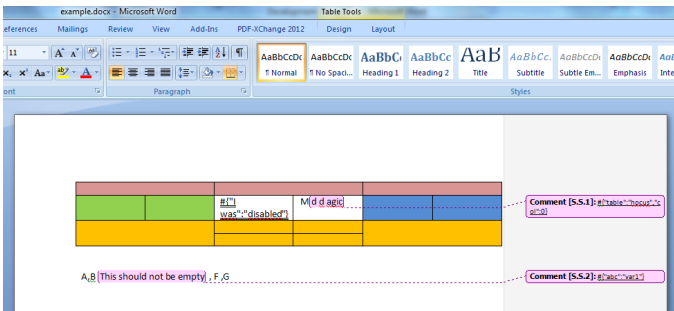 example.docx - Microsoft Word Table Tools
eferences Mailings Review View Add-Ins PDF-XChange 2012 Design Layout
11
AaBbCcDc AaBbCcDc AaBbC AaBbCc AaB AaBbCc. AaBbCcDc AaBbCcDc AaB
¶ Normal ¶ No Spaci... Heading 1 Heading 2 Title Subtitle Subtle Em... Emphasis Inte
ont Paragraph Styles
#{"I M d d agic
was":"disabled"}
Comment [S.S.1]: #{"table":"hocus","c
ol":0}
A,B This should not be empty , F ,G
Comment [S.S.2]: #{"abc":"var1"}